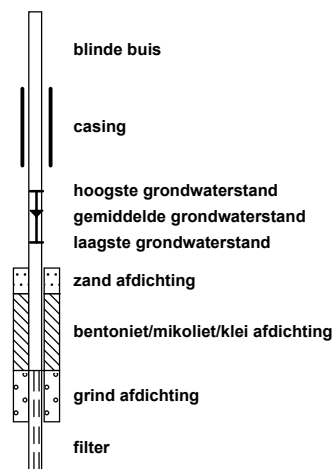 blinde buis
casing
hoogste grondwaterstand
gemiddelde grondwaterstand
laagste grondwaterstand
zand afdichting
bentoniet/mikoliet/klei afdichting
grind afdichting
filter